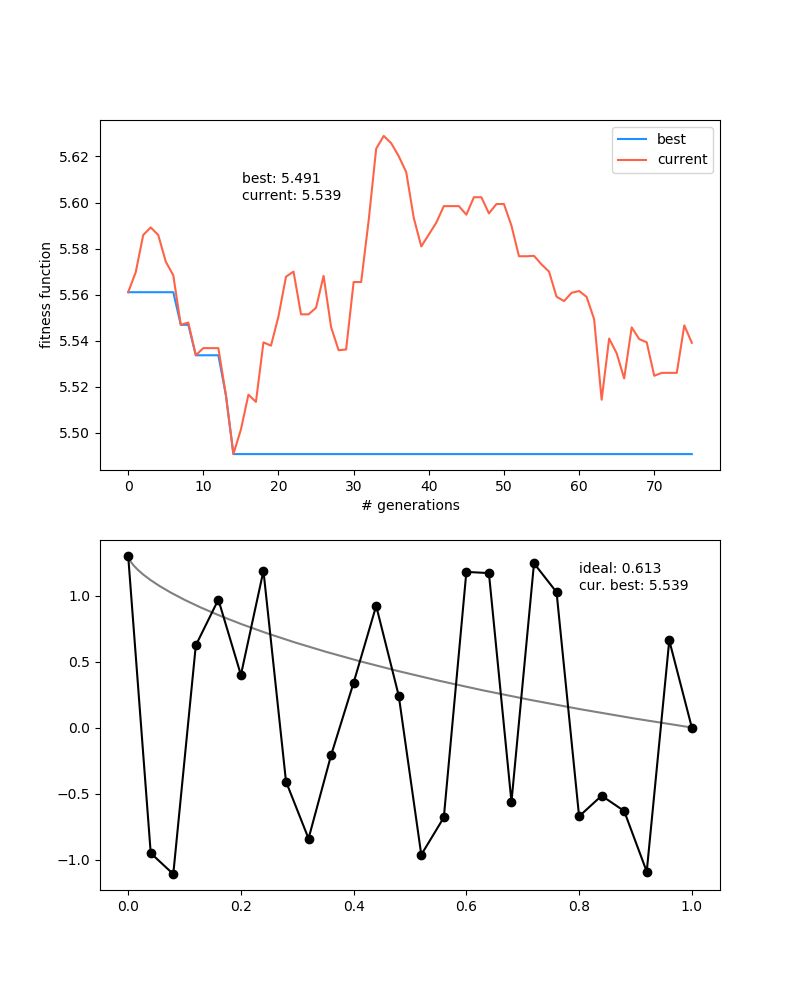 best
current
best: 5.491
current: 5.539
fitness function
5.62
5.60
5.58
5.56
5.54
5.52
5.50
0 10 20 30 40 50 60 70
# generations
ideal: 0.613
cur. best: 5.539
1.0
0.5
0.0
−0.5
−1.0
0.0 0.2 0.4 0.6 0.8 1.0